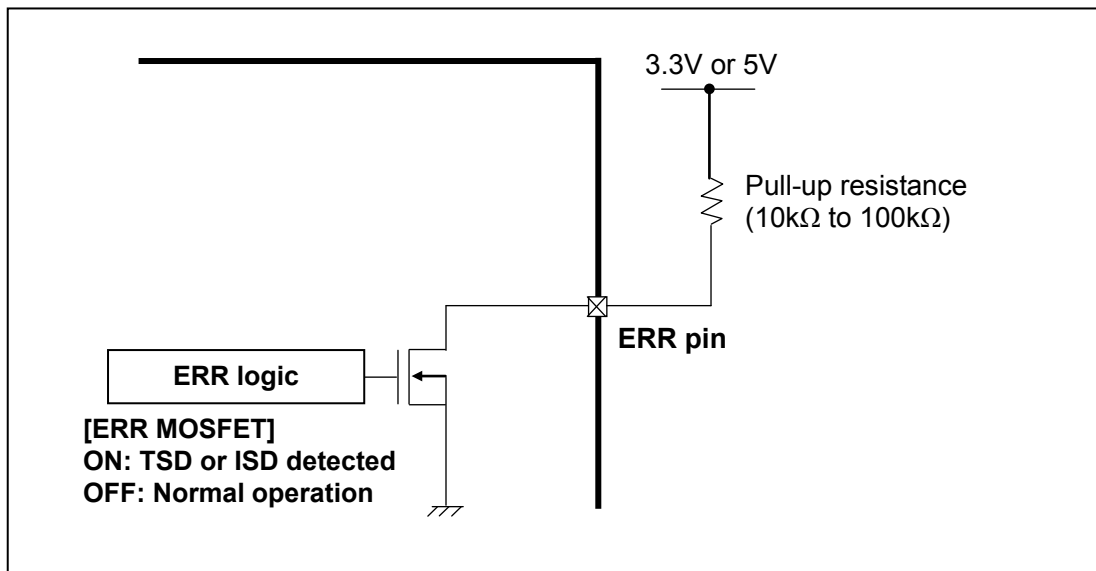 3.3V or 5V
Pull-up resistance
(10kΩ to 100kΩ)
ERR pin
ERR logic
[ERR MOSFET]
ON: TSD or ISD detected
OFF: Normal operation